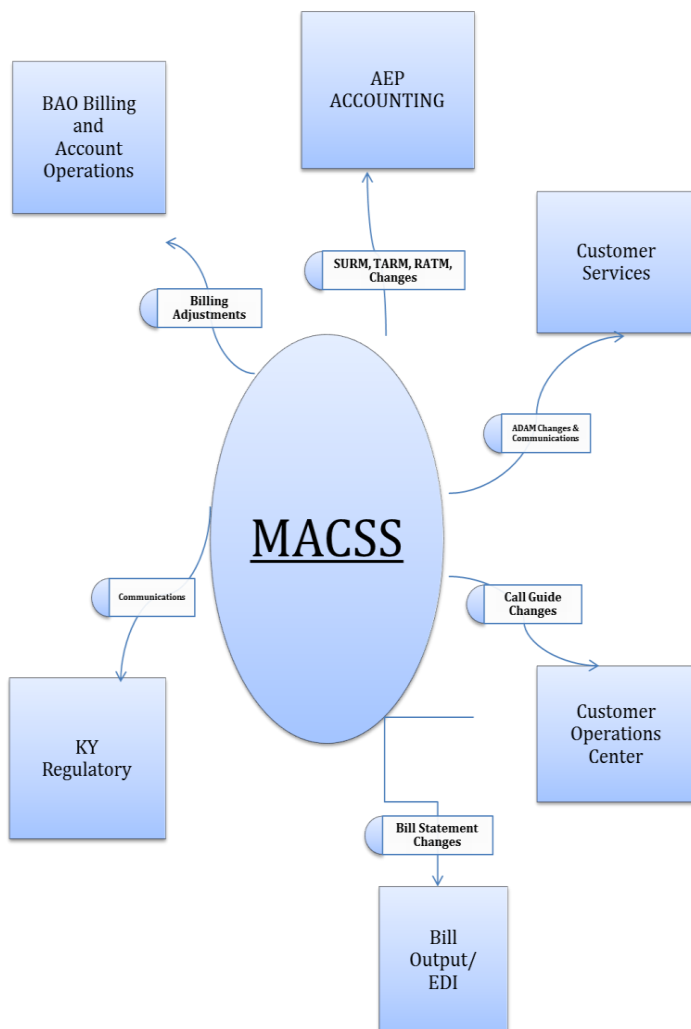 AEP
ACCOUNTING
BAO Billing
and
Account
Operations
Customer
Services
SURM, TARM, RATM,
Changes
Billing
Adjustments
ADAM Changes &
Communications
MACSS
Communications
Call Guide
Changes
KY
Regulatory
Customer
Operations
Center
Bill Statement
Changes
Bill
Output/
EDI